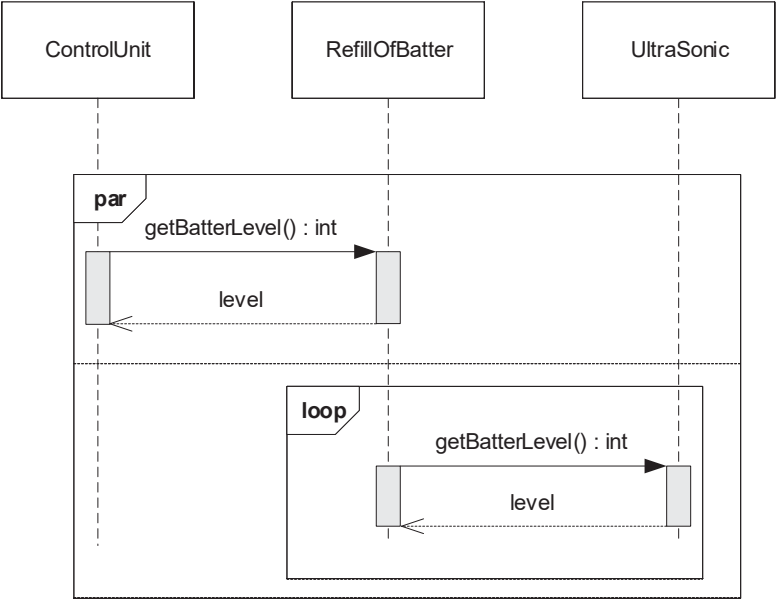 ControlUnit
RefillOfBatter
UltraSonic
par
getBatterLevel() : int
level
loop
getBatterLevel() : int
level